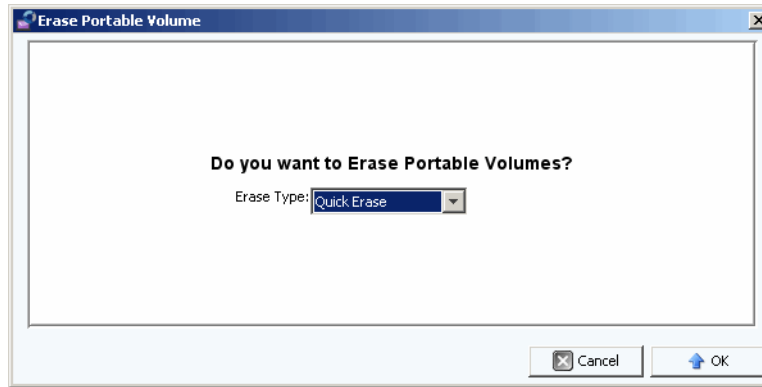 Erase Portable Volume
Do you want to Erase Portable Volumes?
Erase Type: Quick Erase
Cancel OK